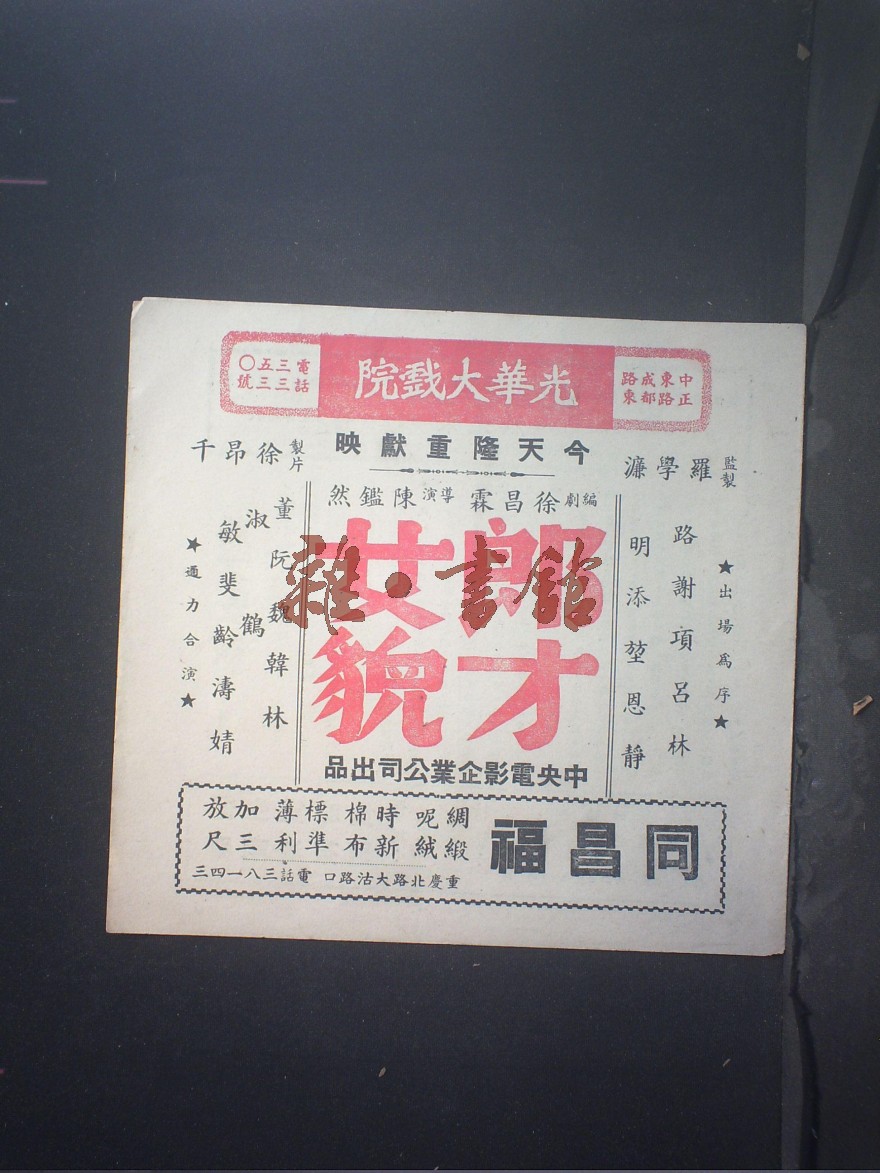 光華大戲院
中正東路成都路東
電話三三五三〇號
今天隆重獻映
監製 羅學濂
製片 徐昂千
編劇 徐昌霖 導演 陳鑑然
郎才女貌
★出場為序★
路明
謝添
項堃
呂恩
林靜
董淑敏
阮斐
魏鶴齡
韓濤
林婧
★通力合演★
中央電影企業公司出品
同昌福
綢緞呢絨 時新棉布 標準薄利 加三放尺
重慶北路大沽路口 電話三八一四三
雜·書館